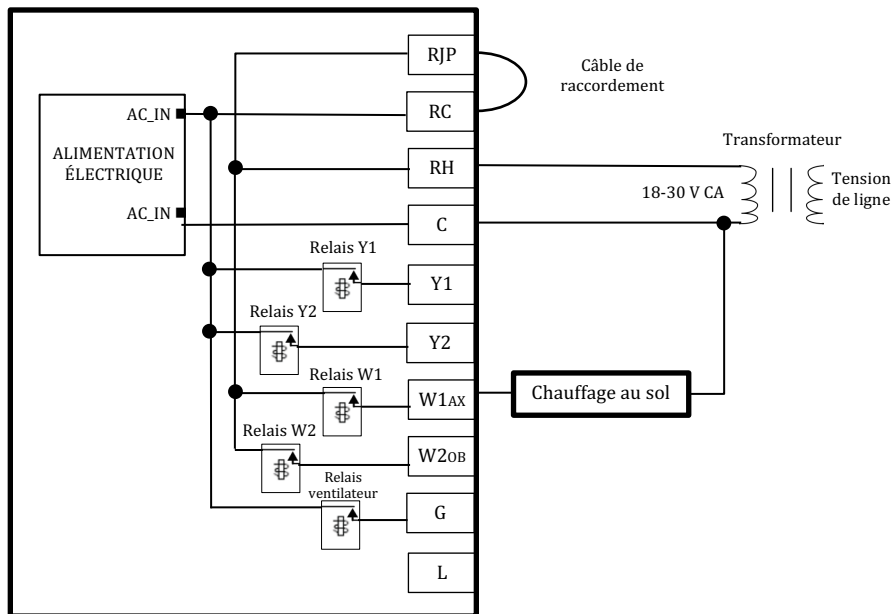 RJP
Câble de
raccordement
AC_IN
RC
ALIMENTATION
ÉLECTRIQUE
Transformateur
RH
18-30 V CA
Tension
de ligne
AC_IN
C
Relais Y1
Y1
Relais Y2
Y2
Relais W1
W1AX
Chauffage au sol
Relais W2
W2OB
Relais
ventilateur
G
L